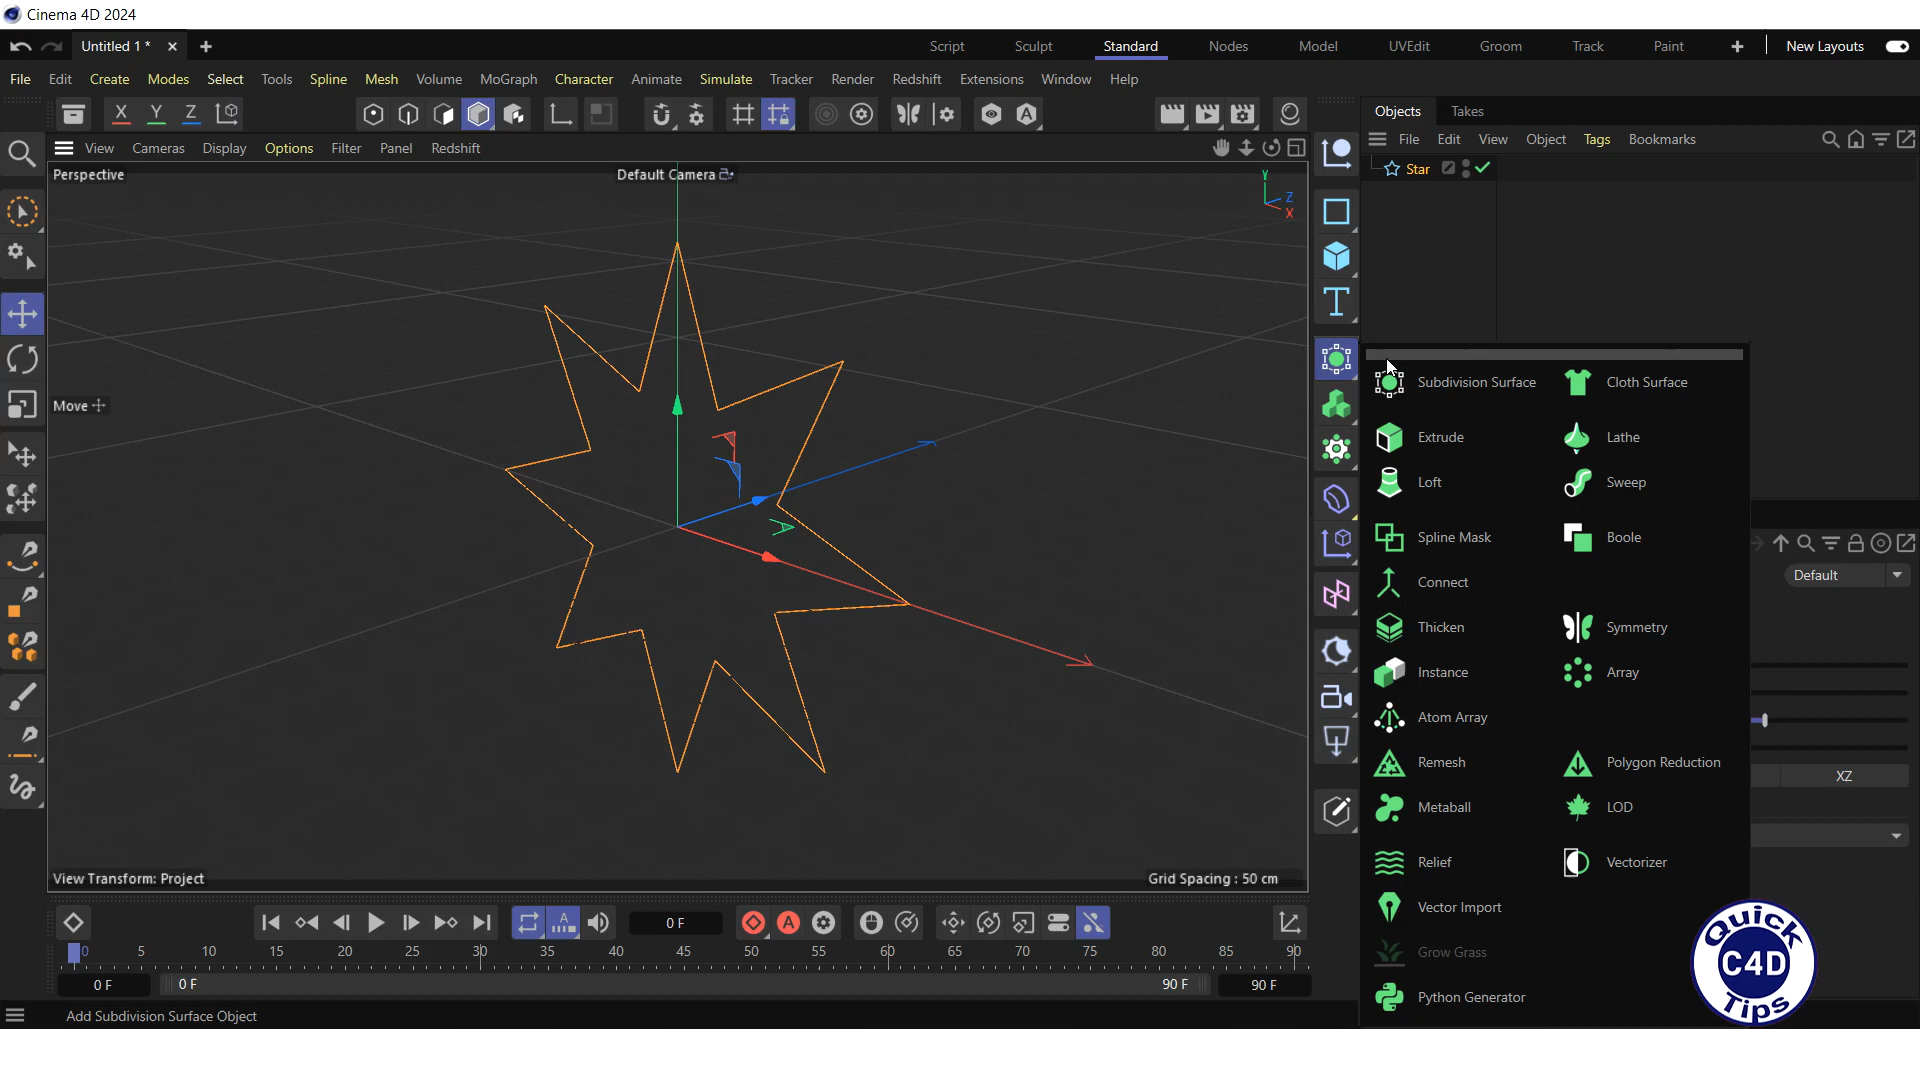 Cinema 4D 2024
Untitled 1 *
Script Sculpt Standard Nodes Model UVEdit Groom Track Paint New Layouts
File Edit Create Modes Select Tools Spline Mesh Volume MoGraph Character Animate Simulate Tracker Render Redshift Extensions Window Help
X Y Z
A
Objects Takes
View Cameras Display Options Filter Panel Redshift
File Edit View Object Tags Bookmarks
Perspective
Default Camera
Y
Z
X
Star
Move
T
Subdivision Surface Cloth Surface
Extrude Lathe
Loft Sweep
Spline Mask Boole
Connect
Default
Thicken Symmetry
Instance Array
Atom Array
Remesh Polygon Reduction
XZ
Metaball LOD
Relief Vectorizer
Vector Import
Grow Grass
Python Generator
View Transform: Project
Grid Spacing : 50 cm
A
0 F
A
0 5 10 15 20 25 30 35 40 45 50 55 60 65 70 75 80 85 90
0 F 0 F 90 F 90 F
Add Subdivision Surface Object
Quick
C4D
Tips